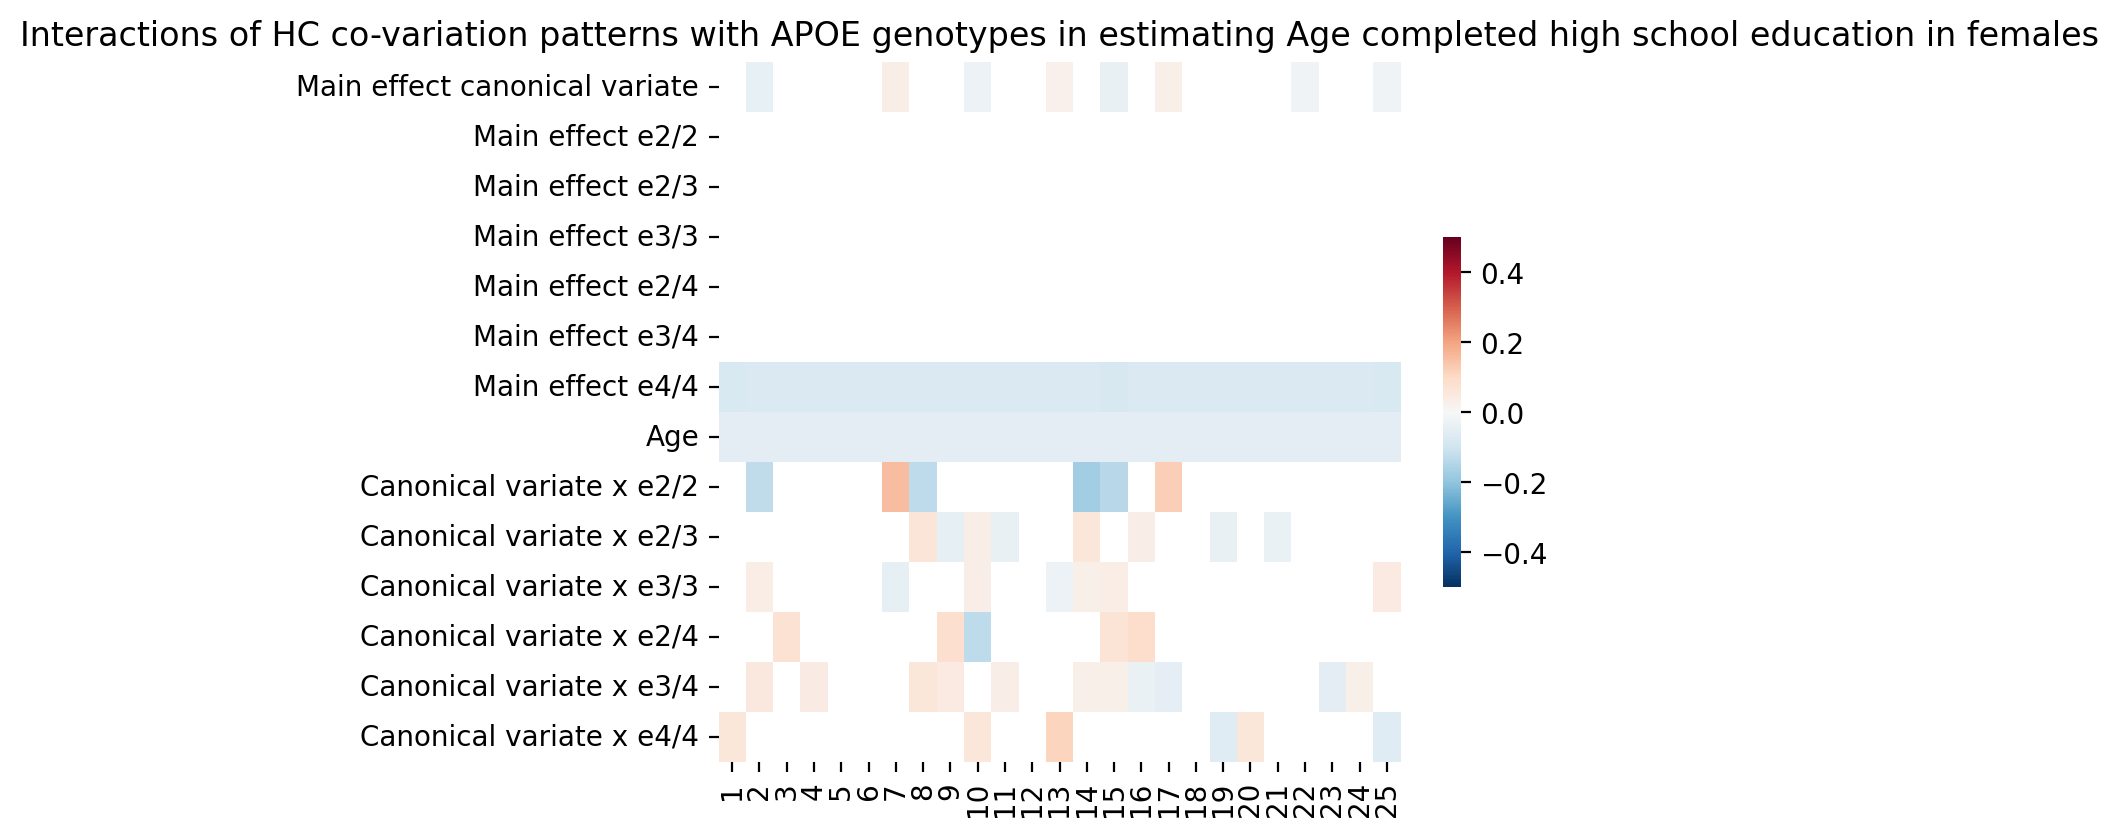 Interactions of HC co-variation patterns with APOE genotypes in estimating Age completed high school education in females
Main effect canonical variate
Main effect e2/2
Main effect e2/3
Main effect e3/3
Main effect e2/4
Main effect e3/4
Main effect e4/4
Age
Canonical variate x e2/2
Canonical variate x e2/3
Canonical variate x e3/3
Canonical variate x e2/4
Canonical variate x e3/4
Canonical variate x e4/4
1 2 3 4 5 6 7 8 9 10 11 12 13 14 15 16 17 18 19 20 21 22 23 24 25
0.4
0.2
0.0
−0.2
−0.4